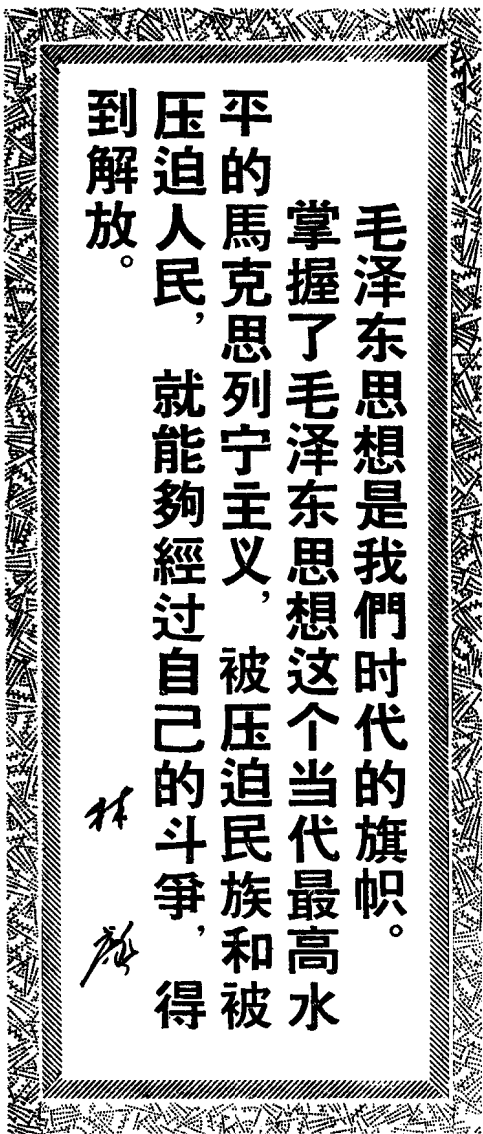 毛泽东思想是我們时代的旗帜。
掌握了毛泽东思想这个当代最高水
平的馬克思列宁主义，被压迫民族和被
压迫人民，就能夠經过自己的斗爭，得
到解放。
林彪